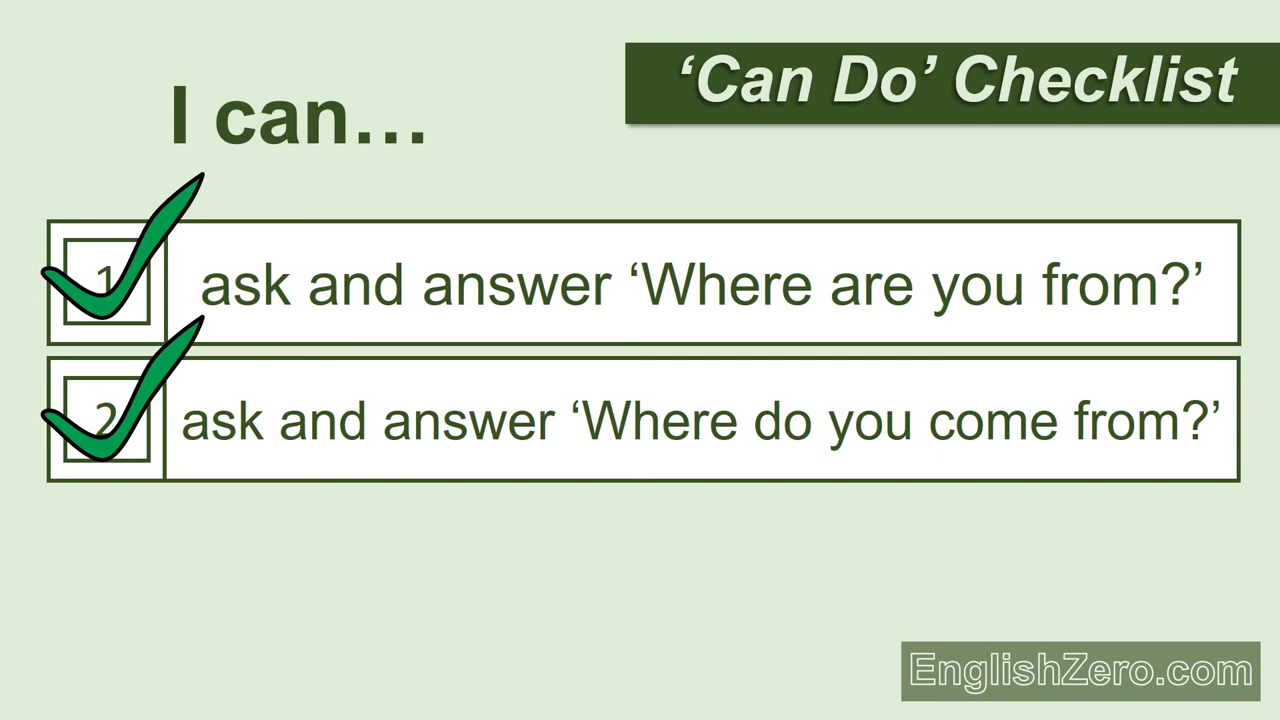 ‘Can Do’ Checklist
I can…
1 ask and answer ‘Where are you from?’
2 ask and answer ‘Where do you come from?’
EnglishZero.com